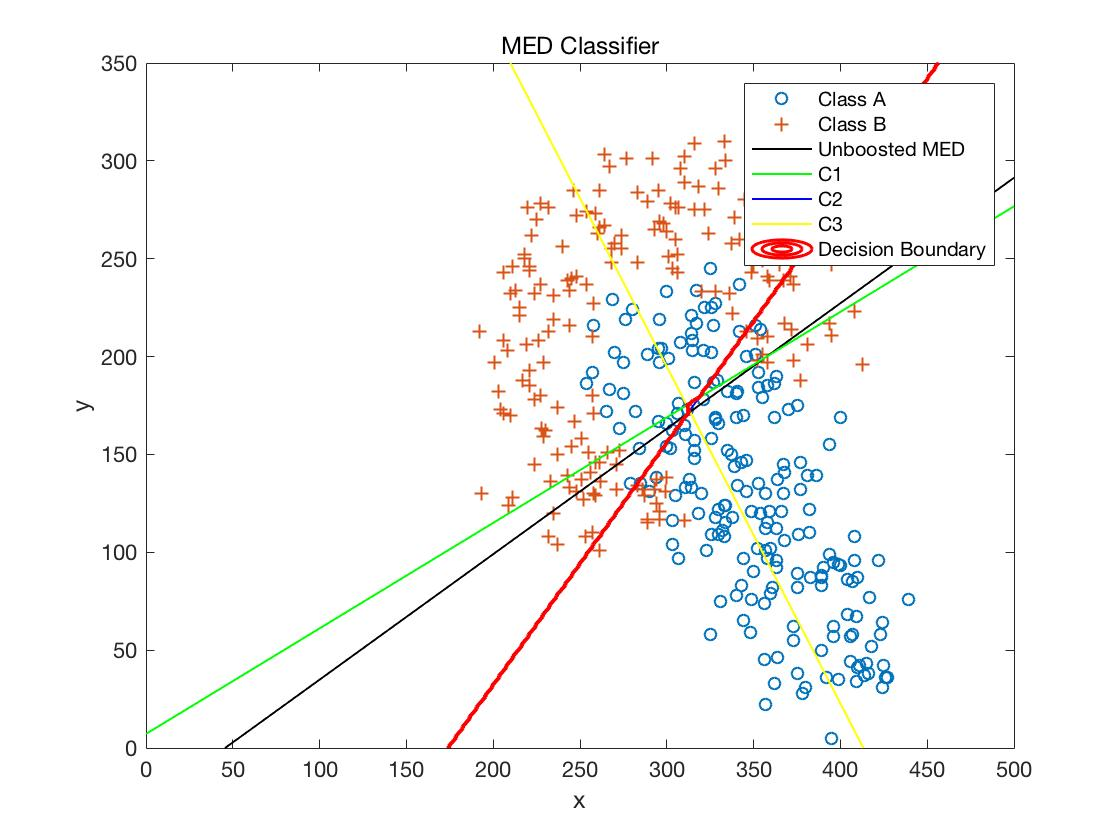 MED Classifier
350
300
250
200
150
100
50
0
y
Class A
Class B
Unboosted MED
C1
C2
C3
Decision Boundary
0 50 100 150 200 250 300 350 400 450 500
x